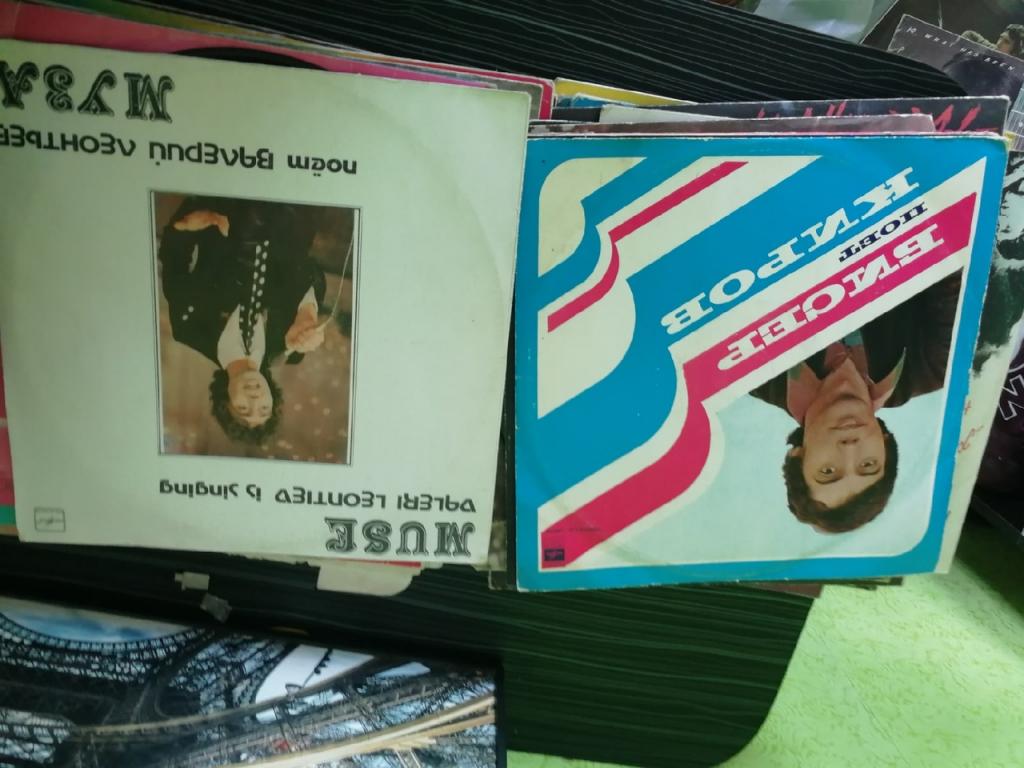 МУЗА
поёт ВАЛЕРИЙ ЛЕОНТЬЕВ
VALERI LEONTIEV is singing
MUSE
БИСЕР
ПОЕТ
КИРОВ